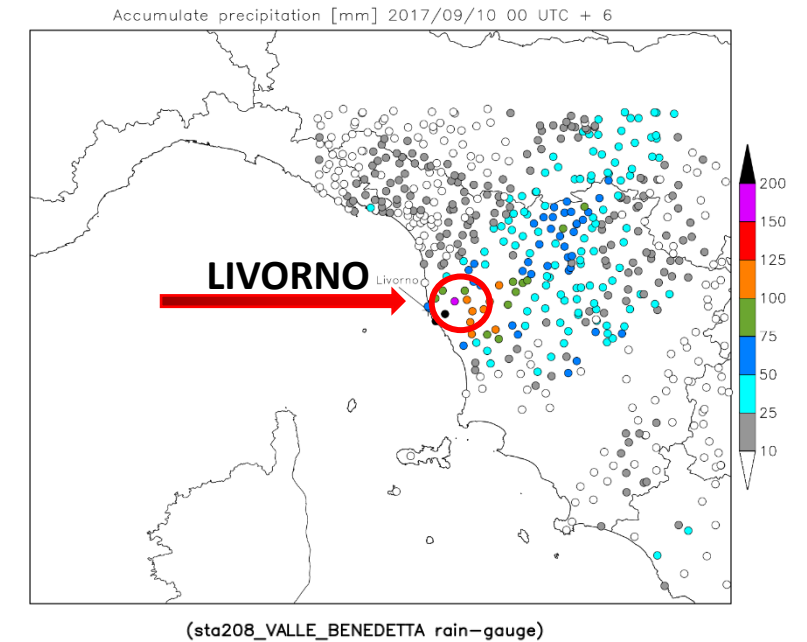 Accumulate precipitation [mm] 2017/09/10 00 UTC + 6
200
150
LIVORNO
Livorno
125
100
75
50
25
10
(sta208_VALLE_BENEDETTA rain-gauge)